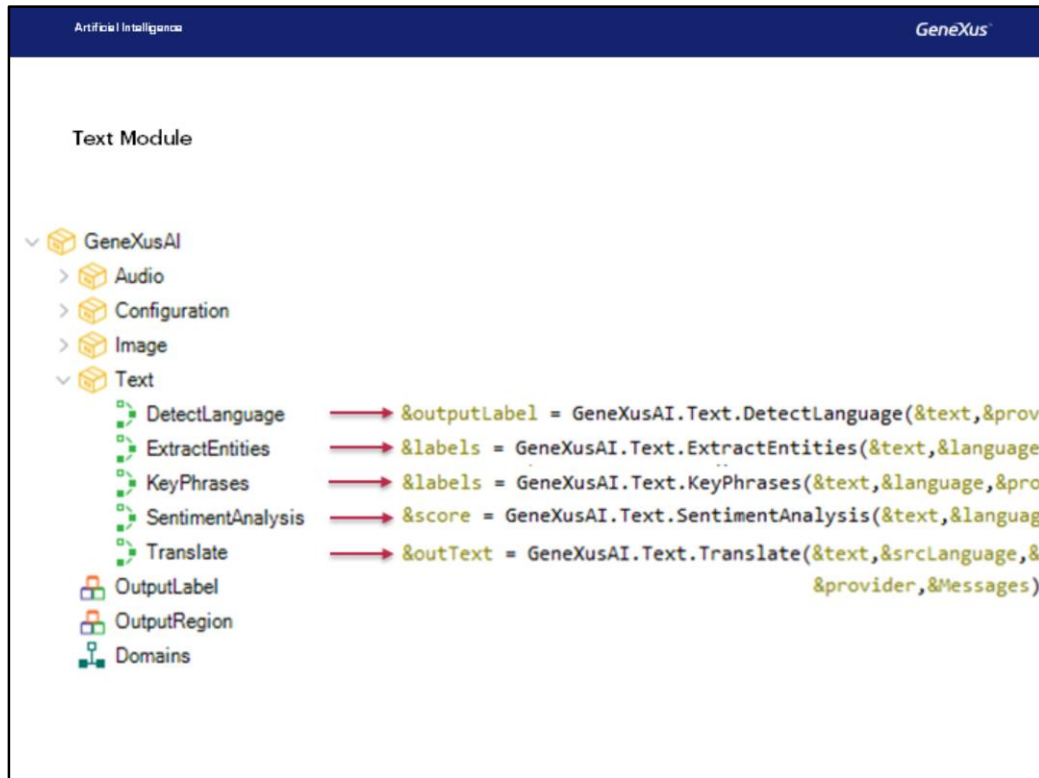 Artificial Intelligence GeneXus™
Text Module
GeneXusAI
Audio
Configuration
Image
Text
DetectLanguage &outputLabel = GeneXusAI.Text.DetectLanguage(&text,&prov
ExtractEntities &labels = GeneXusAI.Text.ExtractEntities(&text,&language
KeyPhrases &labels = GeneXusAI.Text.KeyPhrases(&text,&language,&pro
SentimentAnalysis &score = GeneXusAI.Text.SentimentAnalysis(&text,&languag
Translate &outText = GeneXusAI.Text.Translate(&text,&srcLanguage,&
OutputLabel &provider,&Messages)
OutputRegion
Domains